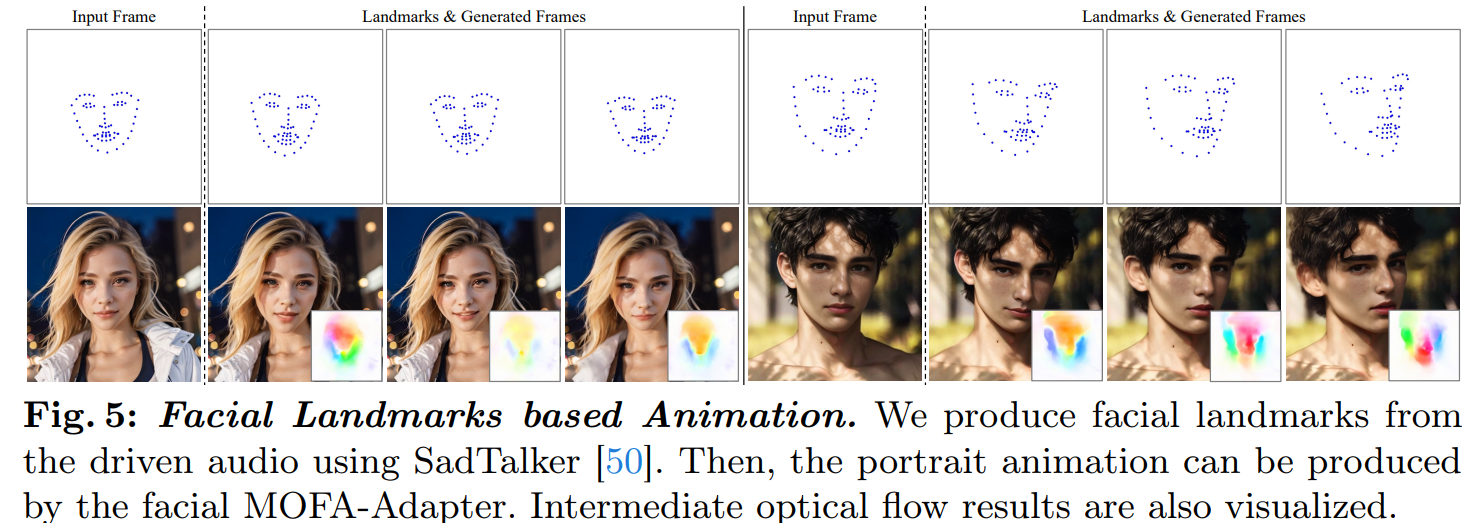 Input Frame
Landmarks & Generated Frames
Input Frame
Landmarks & Generated Frames
Fig. 5: Facial Landmarks based Animation. We produce facial landmarks from
the driven audio using SadTalker [50]. Then, the portrait animation can be produced
by the facial MOFA-Adapter. Intermediate optical flow results are also visualized.